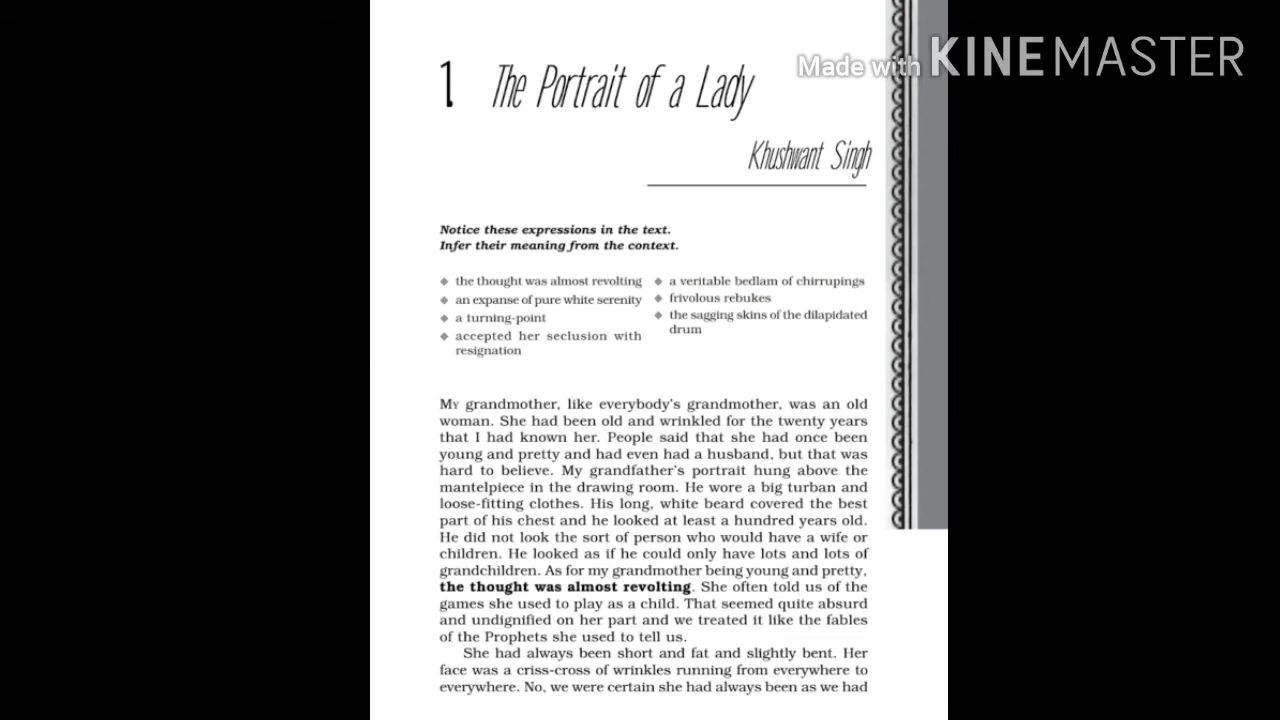 Made with KINEMASTER
1. The Portrait of a Lady
Khushwant Singh
Notice these expressions in the text.
Infer their meaning from the context.
◆ the thought was almost revolting
◆ an expanse of pure white serenity
◆ a turning-point
◆ accepted her seclusion with
resignation
◆ a veritable bedlam of chirrupings
◆ frivolous rebukes
◆ the sagging skins of the dilapidated
drum
MY grandmother, like everybody's grandmother, was an old
woman. She had been old and wrinkled for the twenty years
that I had known her. People said that she had once been
young and pretty and had even had a husband, but that was
hard to believe. My grandfather's portrait hung above the
mantelpiece in the drawing room. He wore a big turban and
loose-fitting clothes. His long, white beard covered the best
part of his chest and he looked at least a hundred years old.
He did not look the sort of person who would have a wife or
children. He looked as if he could only have lots and lots of
grandchildren. As for my grandmother being young and pretty,
the thought was almost revolting. She often told us of the
games she used to play as a child. That seemed quite absurd
and undignified on her part and we treated it like the fables
of the Prophets she used to tell us.
She had always been short and fat and slightly bent. Her
face was a criss-cross of wrinkles running from everywhere to
everywhere. No, we were certain she had always been as we had